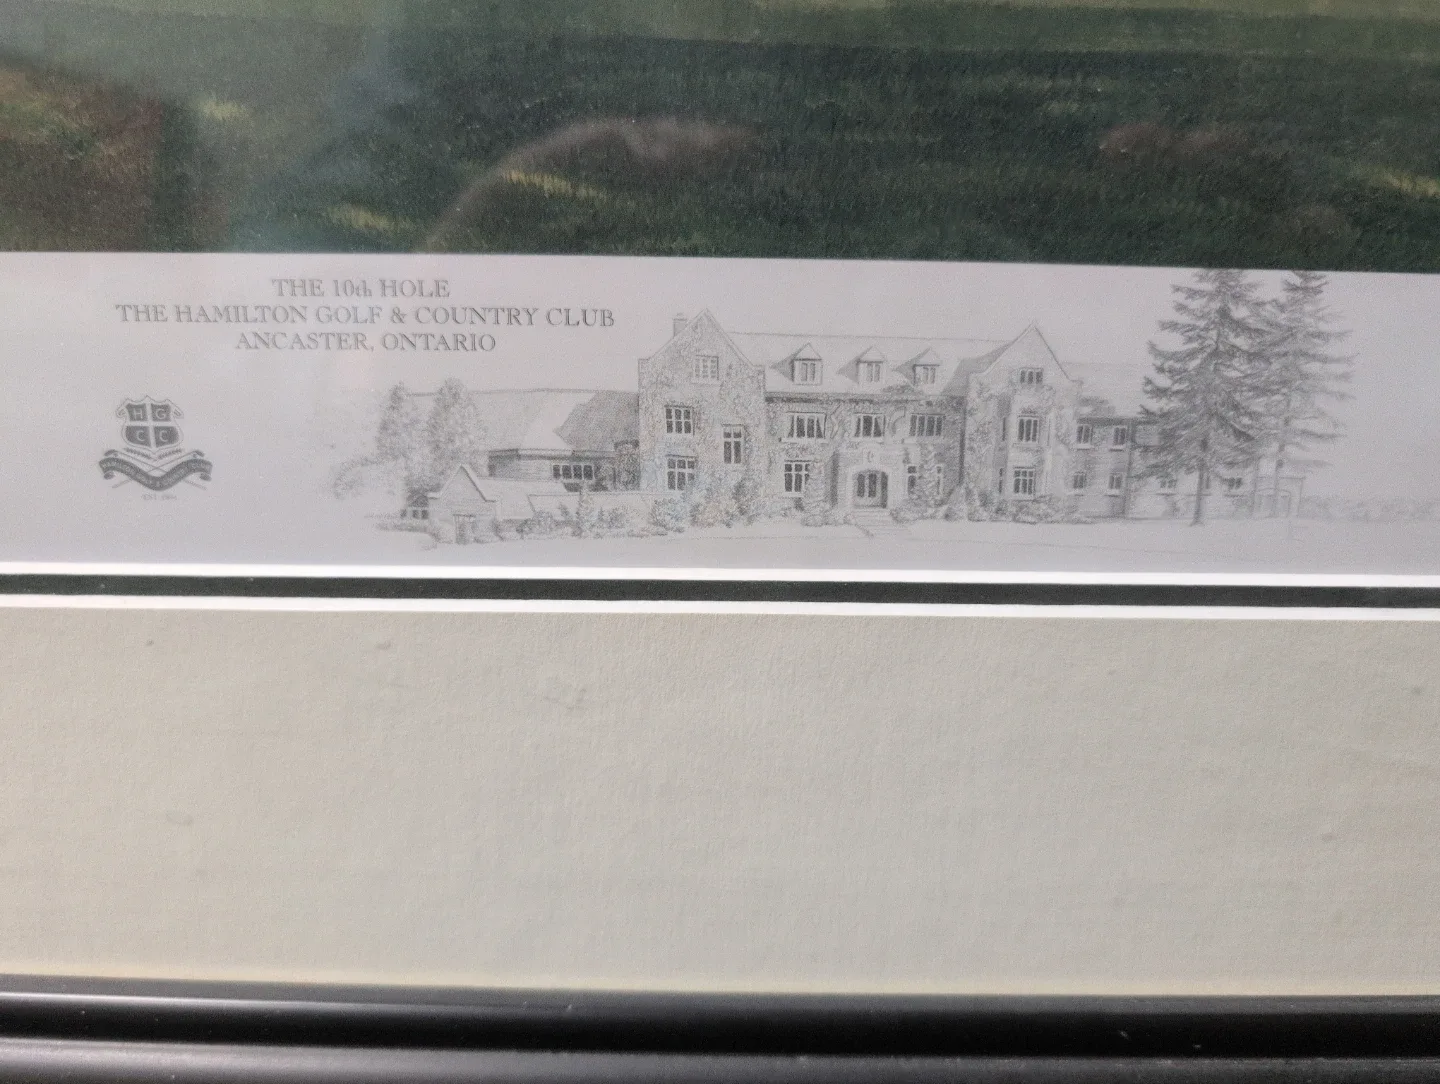 THE 10th HOLE
THE HAMILTON GOLF & COUNTRY CLUB
ANCASTER, ONTARIO
H G
C C